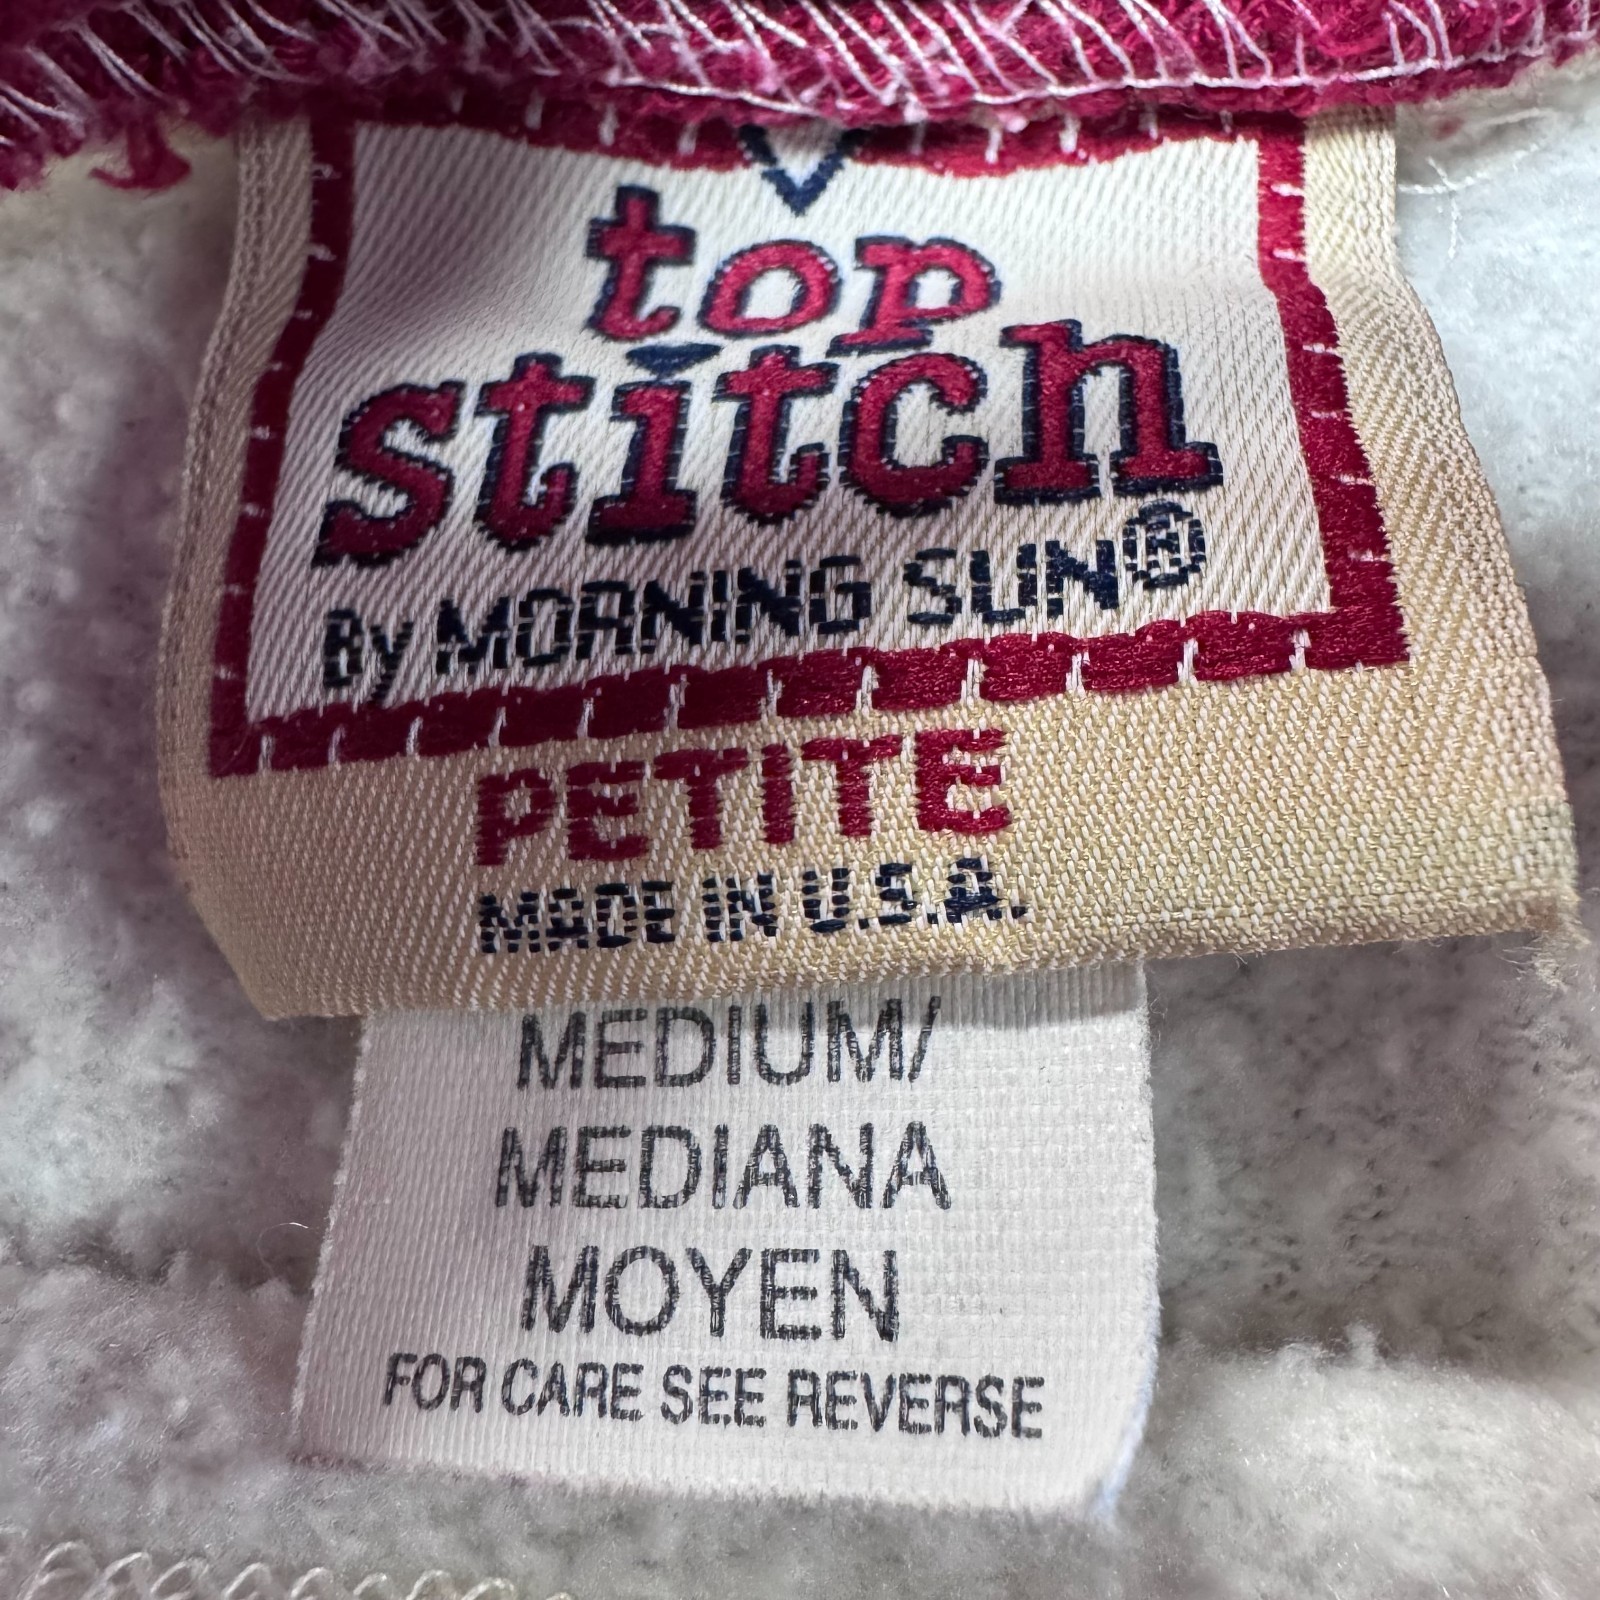 top
stitch
By MORNING SUN®
PETITE
MADE IN U.S.A.
MEDIUM/
MEDIANA
MOYEN
FOR CARE SEE REVERSE